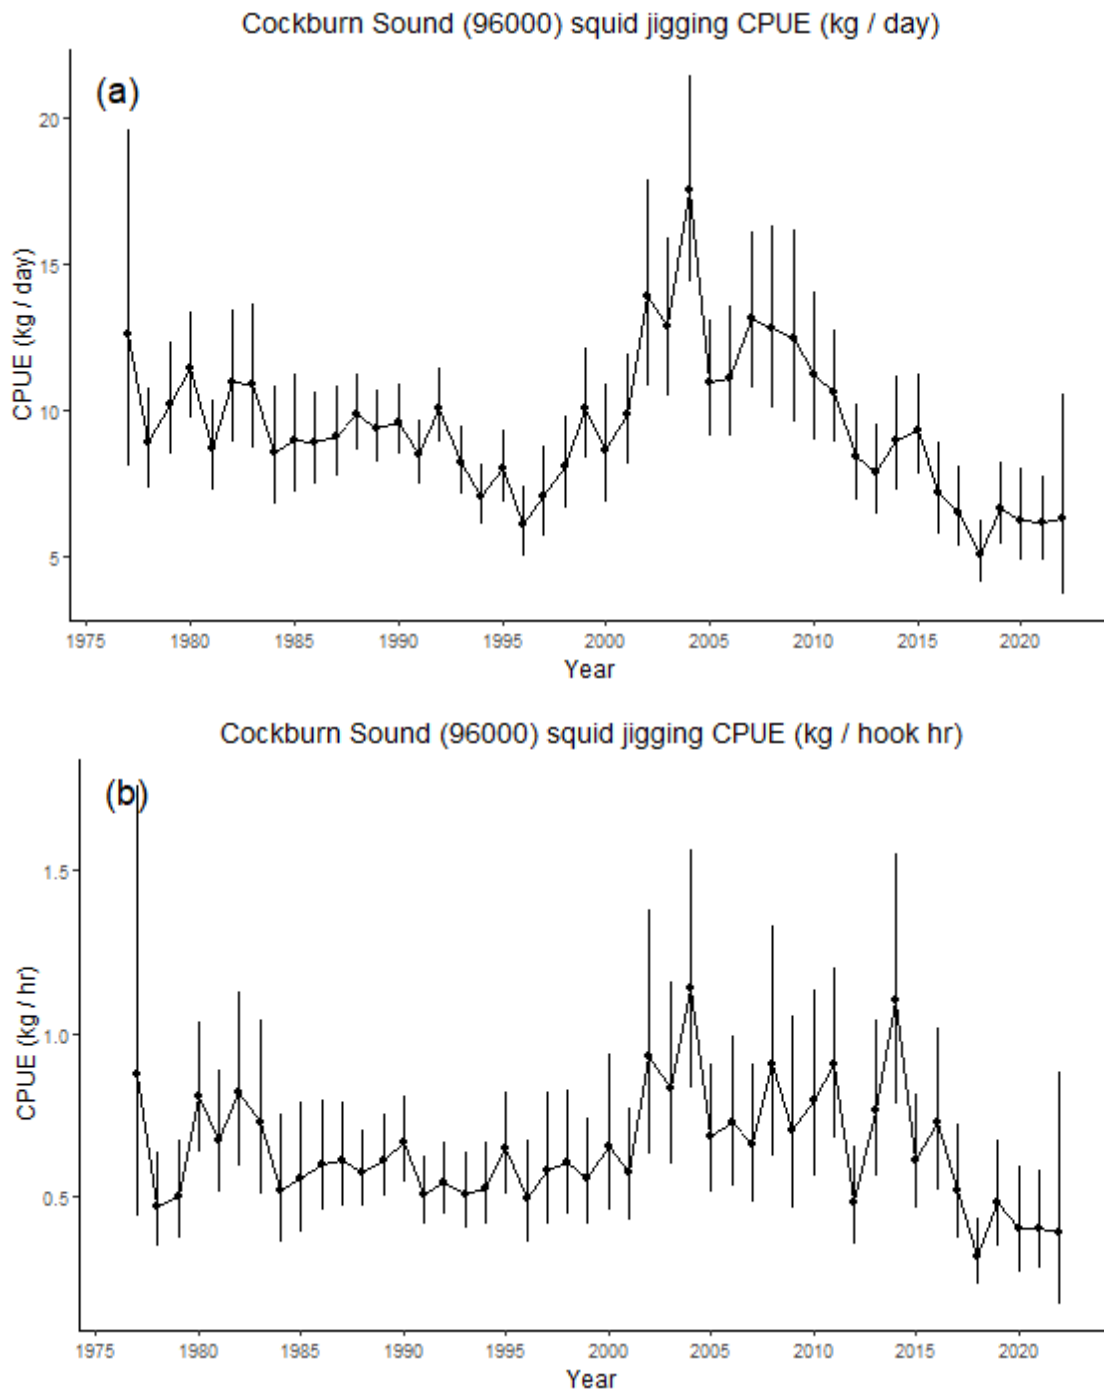 Cockburn Sound (96000) squid jigging CPUE (kg / day)
(a)
CPUE (kg / day)
20
15
10
5
1975 1980 1985 1990 1995 2000 2005 2010 2015 2020
Year
Cockburn Sound (96000) squid jigging CPUE (kg / hook hr)
(b)
CPUE (kg / hr)
1.5
1.0
0.5
1975 1980 1985 1990 1995 2000 2005 2010 2015 2020
Year